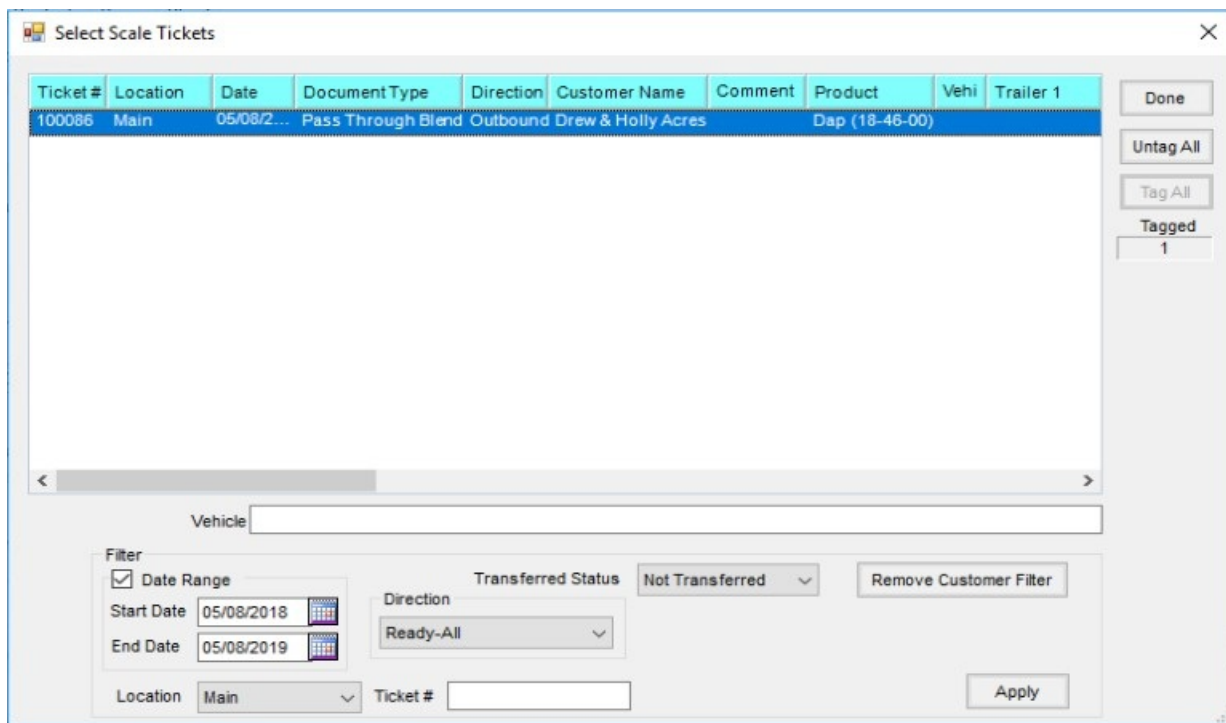 Select Scale Tickets
Ticket # Location Date Document Type Direction Customer Name Comment Product Vehi Trailer 1
100086 Main 05/08/2... Pass Through Blend Outbound Drew & Holly Acres Dap (18-46-00)
Done
Untag All
Tag All
Tagged
1
Vehicle
Filter
Date Range
Transferred Status Not Transferred
Remove Customer Filter
Start Date 05/08/2018
Direction
Ready-All
End Date 05/08/2019
Location Main
Ticket #
Apply